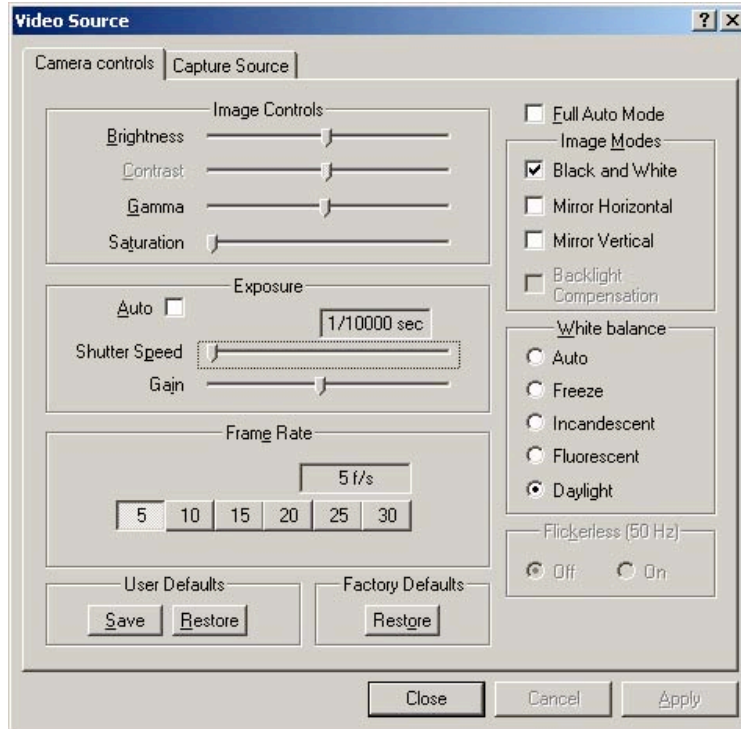 Video Source
Camera controls
Capture Source
Image Controls
Brightness
Contrast
Gamma
Saturation
Exposure
Auto
1/10000 sec
Shutter Speed
Gain
Frame Rate
5 f/s
5 10 15 20 25 30
User Defaults
Save Restore
Factory Defaults
Restore
Full Auto Mode
Image Modes
Black and White
Mirror Horizontal
Mirror Vertical
Backlight
Compensation
White balance
Auto
Freeze
Incandescent
Fluorescent
Daylight
Flickerless (50 Hz)
Off On
Close Cancel Apply